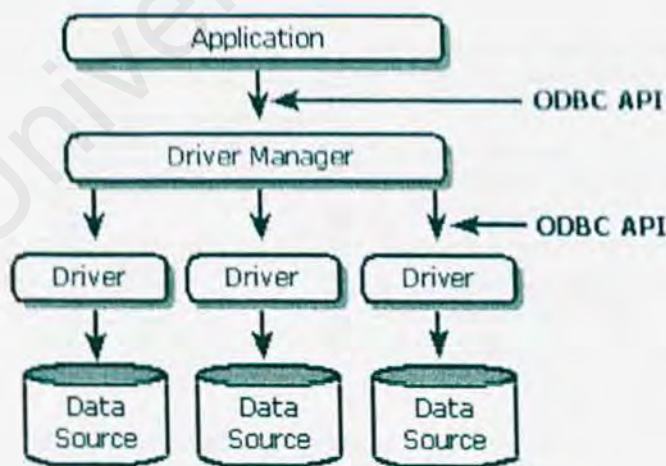 Application
ODBC API
Driver Manager
ODBC API
Driver Driver Driver
Data Data Data
Source Source Source